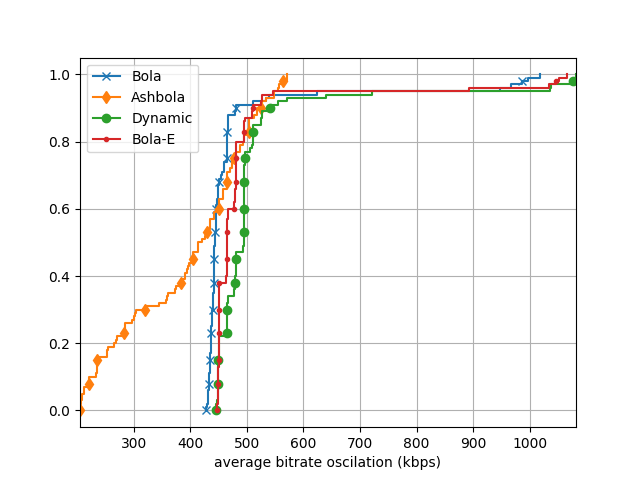 1.0
0.8
0.6
0.4
0.2
0.0
Bola
Ashbola
Dynamic
Bola-E
300 400 500 600 700 800 900 1000
average bitrate oscilation (kbps)